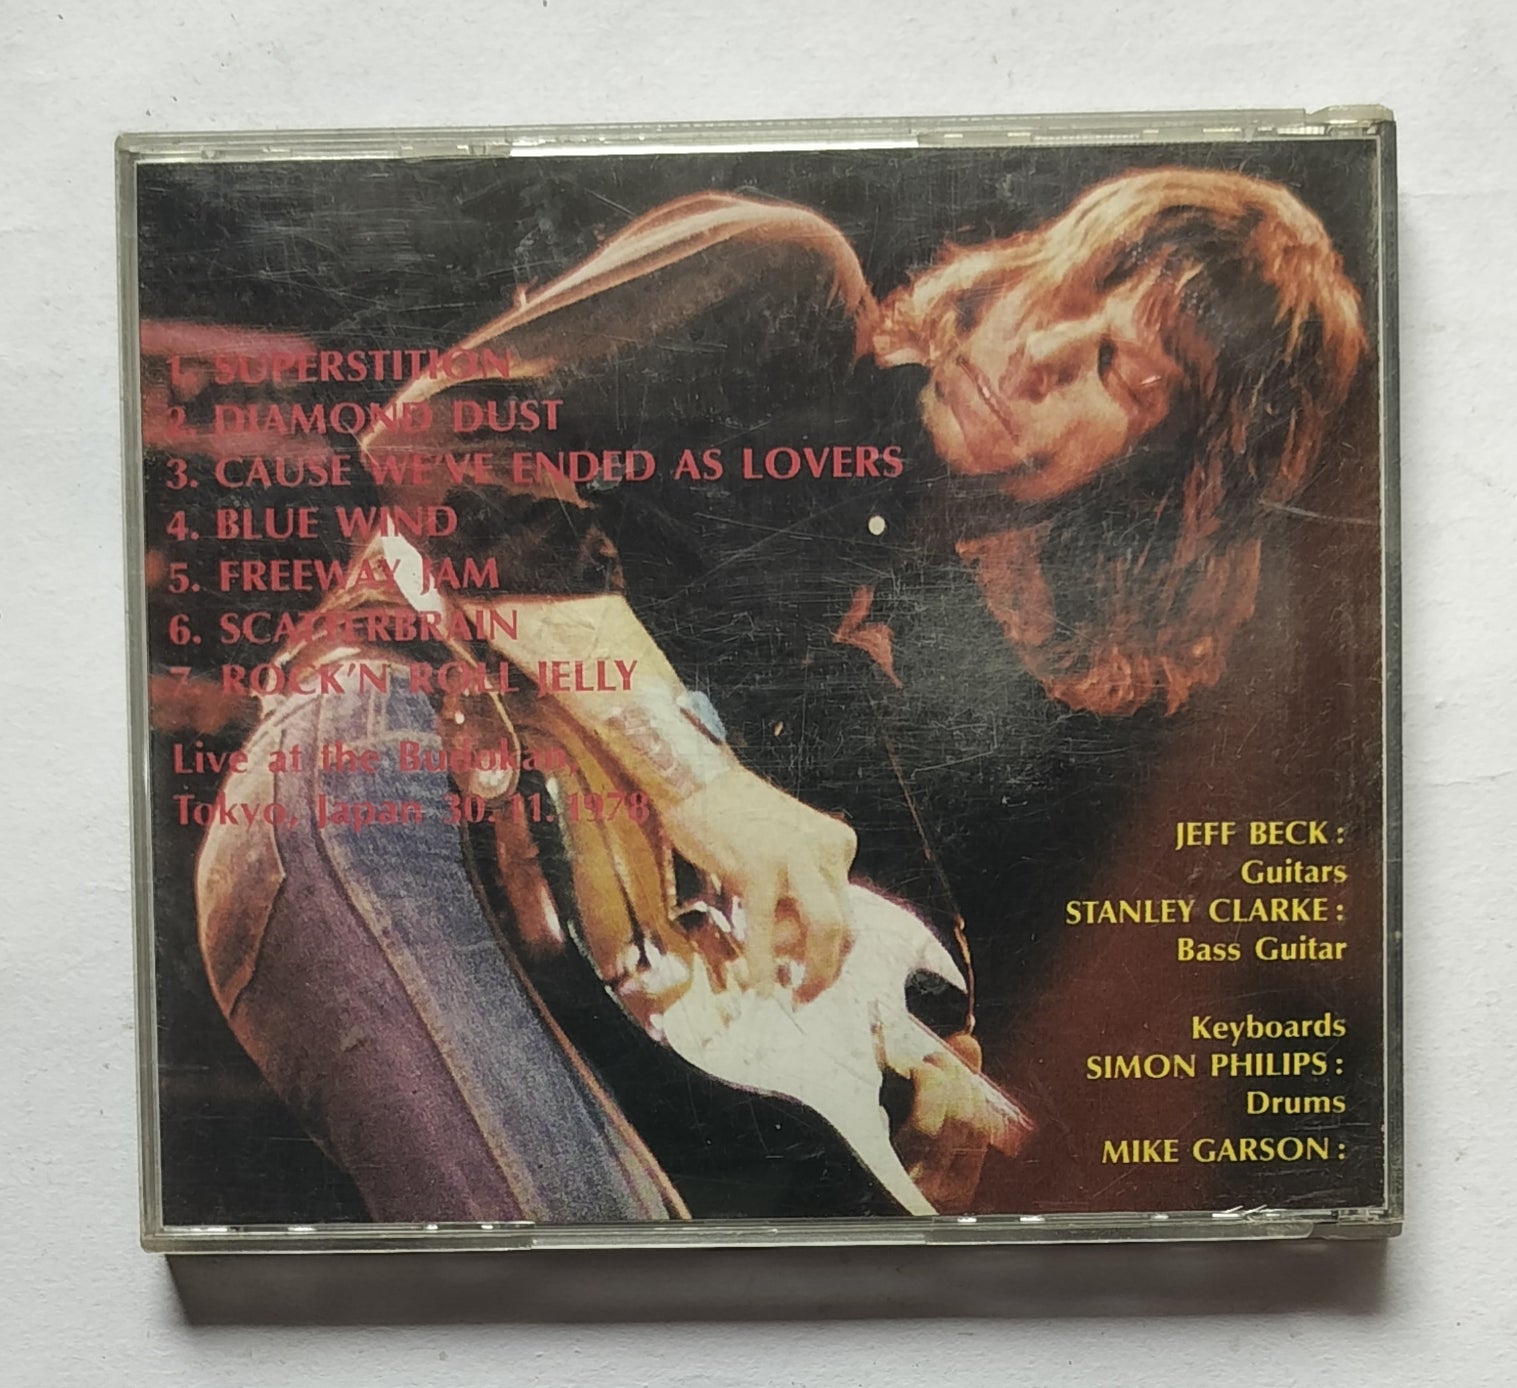 1. SUPERSTITION
2. DIAMOND DUST
3. CAUSE WE'VE ENDED AS LOVERS
4. BLUE WIND
5. FREEWAY JAM
6. SCATTERBRAIN
7. ROCK'N ROLL JELLY
Live at the Budokan,
Tokyo, Japan 30. 11. 1978
JEFF BECK :
Guitars
STANLEY CLARKE :
Bass Guitar
Keyboards
SIMON PHILIPS :
Drums
MIKE GARSON :